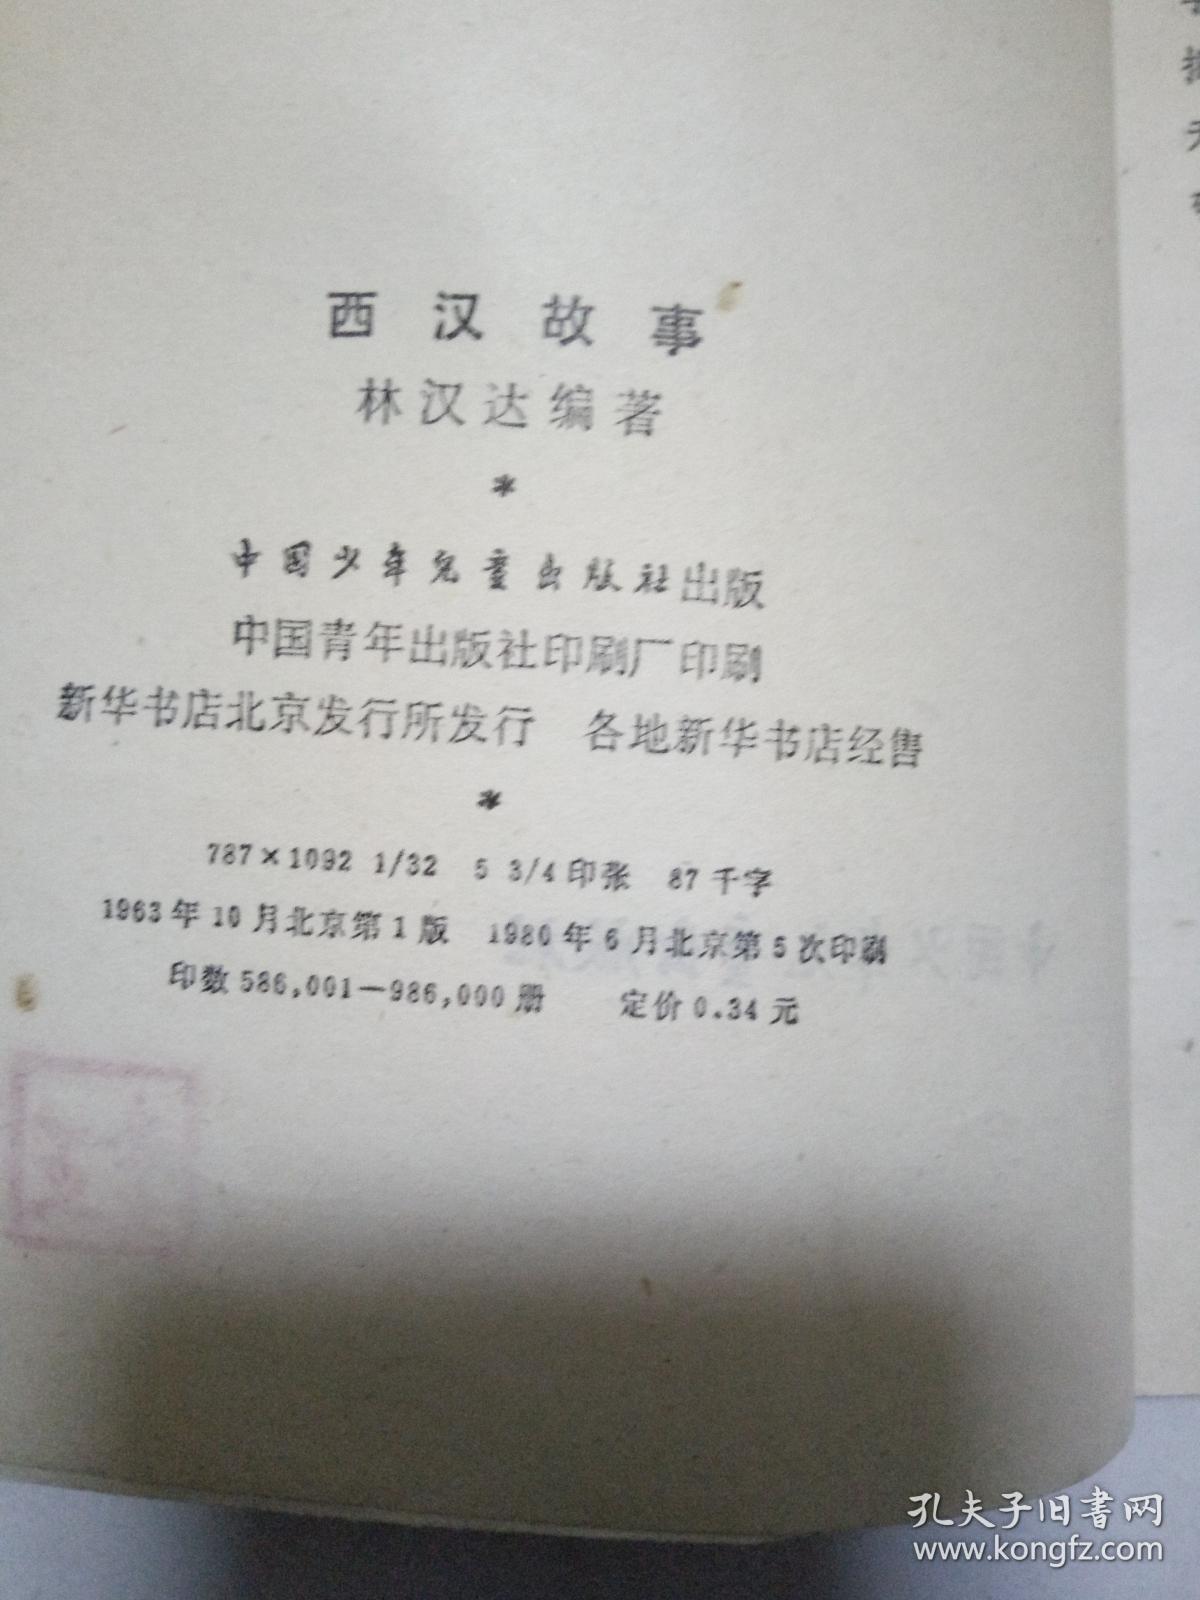 西汉故事
林汉达编著
*
中国少年儿童出版社出版
中国青年出版社印刷厂印刷
新华书店北京发行所发行 各地新华书店经售
*
787×1092 1/32 5 3/4印张 87千字
1963年10月北京第1版 1980年6月北京第5次印刷
印数586,001—986,000册 定价0.34元
孔夫子旧书网
www.kongfz.com